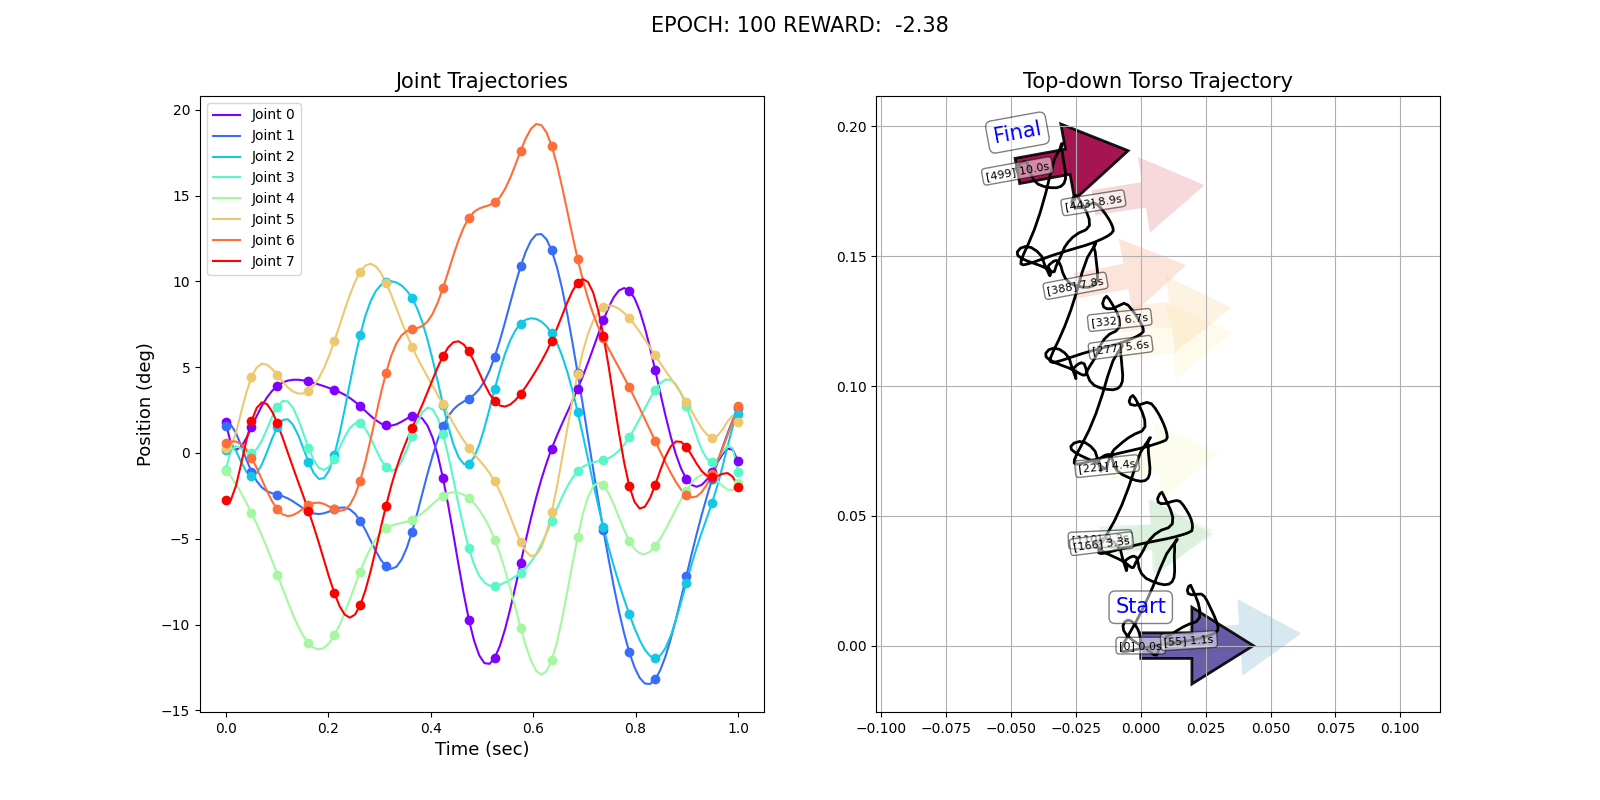 EPOCH: 100 REWARD:  -2.38
Joint Trajectories
20
15
10
5
0
−5
−10
−15
Position (deg)
Joint 0
Joint 1
Joint 2
Joint 3
Joint 4
Joint 5
Joint 6
Joint 7
0.0
0.2
0.4
0.6
0.8
1.0
Time (sec)
Top-down Torso Trajectory
0.20
0.15
0.10
0.05
0.00
Final
[499] 10.0s
[443] 8.9s
[388] 7.8s
[332] 6.7s
[277] 5.6s
[221] 4.4s
[166] 3.3s
Start
[0] 0.0s
[55] 1.1s
−0.100
−0.075
−0.050
−0.025
0.000
0.025
0.050
0.075
0.100